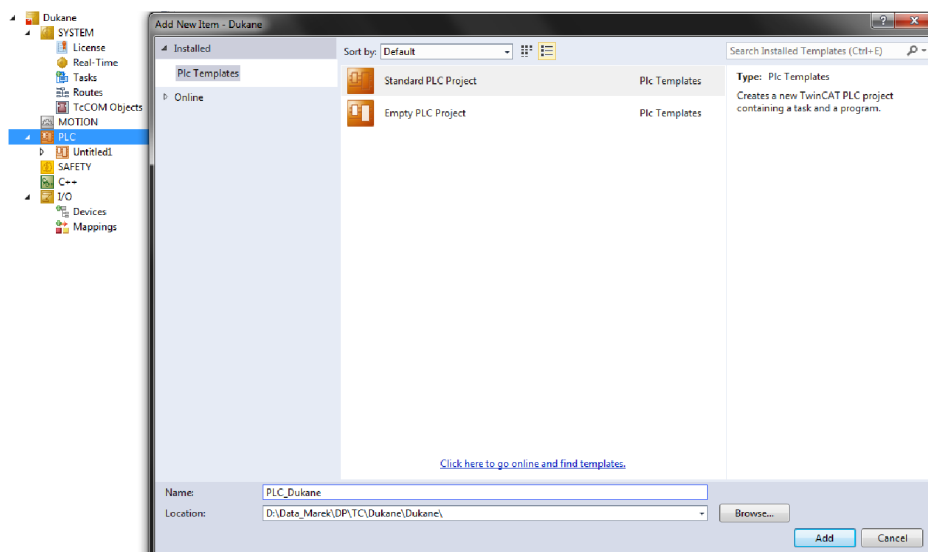 Dukane
SYSTEM
License
Real-Time
Tasks
Routes
TcCOM Objects
MOTION
PLC
Untitled1
SAFETY
C++
I/O
Devices
Mappings
Add New Item - Dukane
?
x
Installed
Plc Templates
Online
Sort by: Default
Search Installed Templates (Ctrl+E)
Standard PLC Project Plc Templates
Empty PLC Project Plc Templates
Type: Plc Templates
Creates a new TwinCAT PLC project
containing a task and a program.
Click here to go online and find templates.
Name: PLC_Dukane
Location: D:\Data_Marek\DP\TC\Dukane\Dukane\ Browse...
Add Cancel